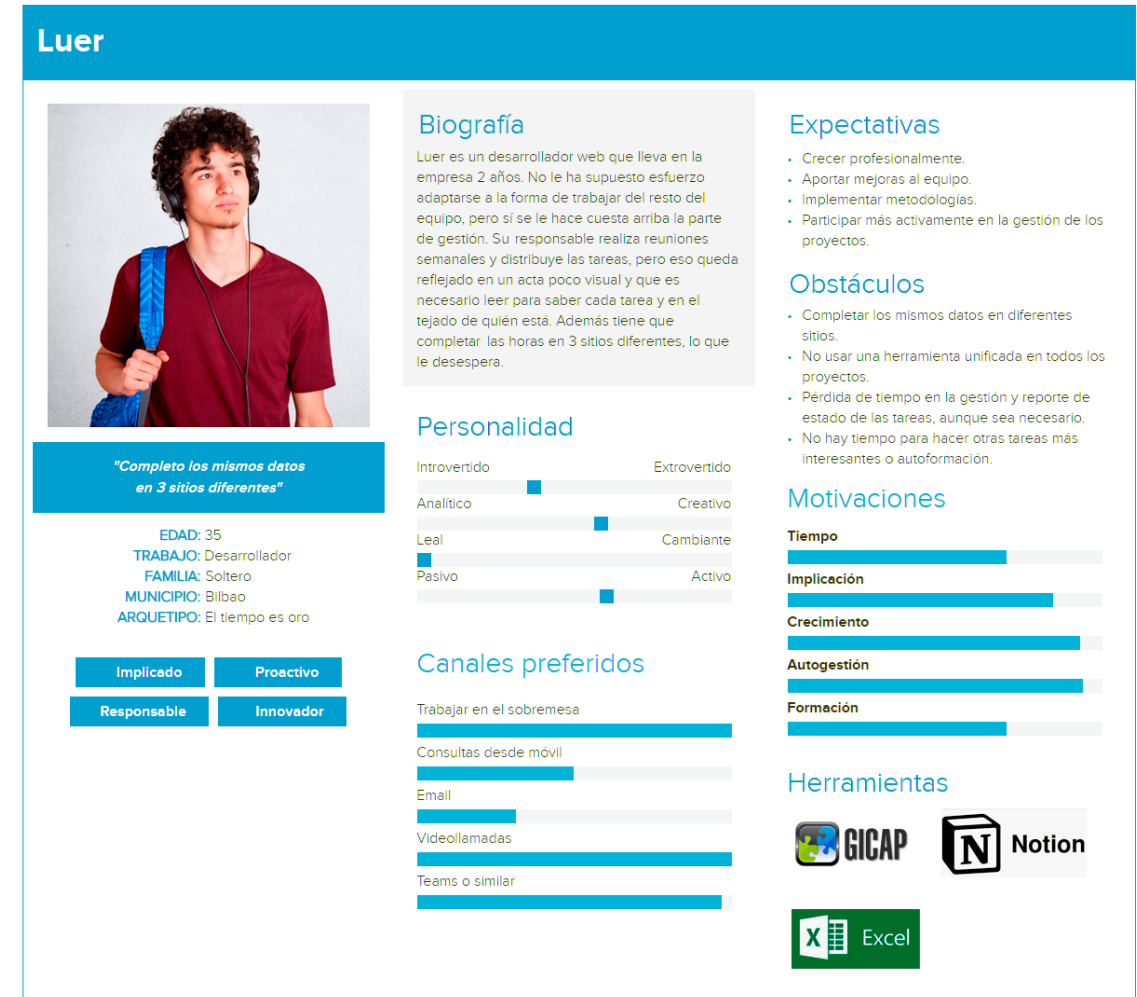 Luer
"Completo los mismos datos
en 3 sitios diferentes"
EDAD: 35
TRABAJO: Desarrollador
FAMILIA: Soltero
MUNICIPIO: Bilbao
ARQUETIPO: El tiempo es oro
Implicado Proactivo
Responsable Innovador
Biografía
Luer es un desarrollador web que lleva en la
empresa 2 años. No le ha supuesto esfuerzo
adaptarse a la forma de trabajar del resto del
equipo, pero sí se le hace cuesta arriba la parte
de gestión. Su responsable realiza reuniones
semanales y distribuye las tareas, pero eso queda
reflejado en un acta poco visual y que es
necesario leer para saber cada tarea y en el
tejado de quién está. Además tiene que
completar las horas en 3 sitios diferentes, lo que
le desespera.
Personalidad
Introvertido Extrovertido
Analítico Creativo
Leal Cambiante
Pasivo Activo
Canales preferidos
Trabajar en el sobremesa
Consultas desde móvil
Email
Videollamadas
Teams o similar
Expectativas
• Crecer profesionalmente.
• Aportar mejoras al equipo.
• Implementar metodologías.
• Participar más activamente en la gestión de los
proyectos.
Obstáculos
• Completar los mismos datos en diferentes
sitios.
• No usar una herramienta unificada en todos los
proyectos.
• Pérdida de tiempo en la gestión y reporte de
estado de las tareas, aunque sea necesario.
• No hay tiempo para hacer otras tareas más
interesantes o autoformación.
Motivaciones
Tiempo
Implicación
Crecimiento
Autogestión
Formación
Herramientas
GICAP
N Notion
X Excel